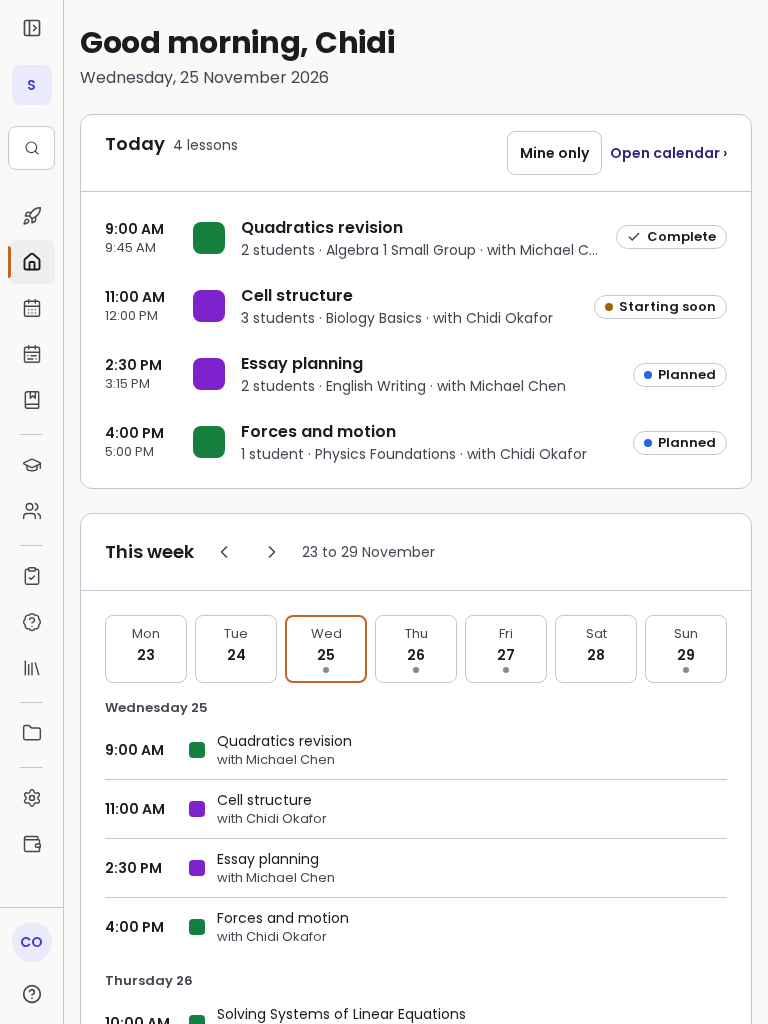 Good morning, Chidi
Wednesday, 25 November 2026
S
Today 4 lessons
Mine only
Open calendar ›
9:00 AM
9:45 AM
Quadratics revision
2 students · Algebra 1 Small Group · with Michael C...
Complete
11:00 AM
12:00 PM
Cell structure
3 students · Biology Basics · with Chidi Okafor
Starting soon
2:30 PM
3:15 PM
Essay planning
2 students · English Writing · with Michael Chen
Planned
4:00 PM
5:00 PM
Forces and motion
1 student · Physics Foundations · with Chidi Okafor
Planned
This week
23 to 29 November
Mon
23
Tue
24
Wed
25
Thu
26
Fri
27
Sat
28
Sun
29
Wednesday 25
9:00 AM
Quadratics revision
with Michael Chen
11:00 AM
Cell structure
with Chidi Okafor
2:30 PM
Essay planning
with Michael Chen
4:00 PM
Forces and motion
with Chidi Okafor
CO
Thursday 26
10:00 AM
Solving Systems of Linear Equations